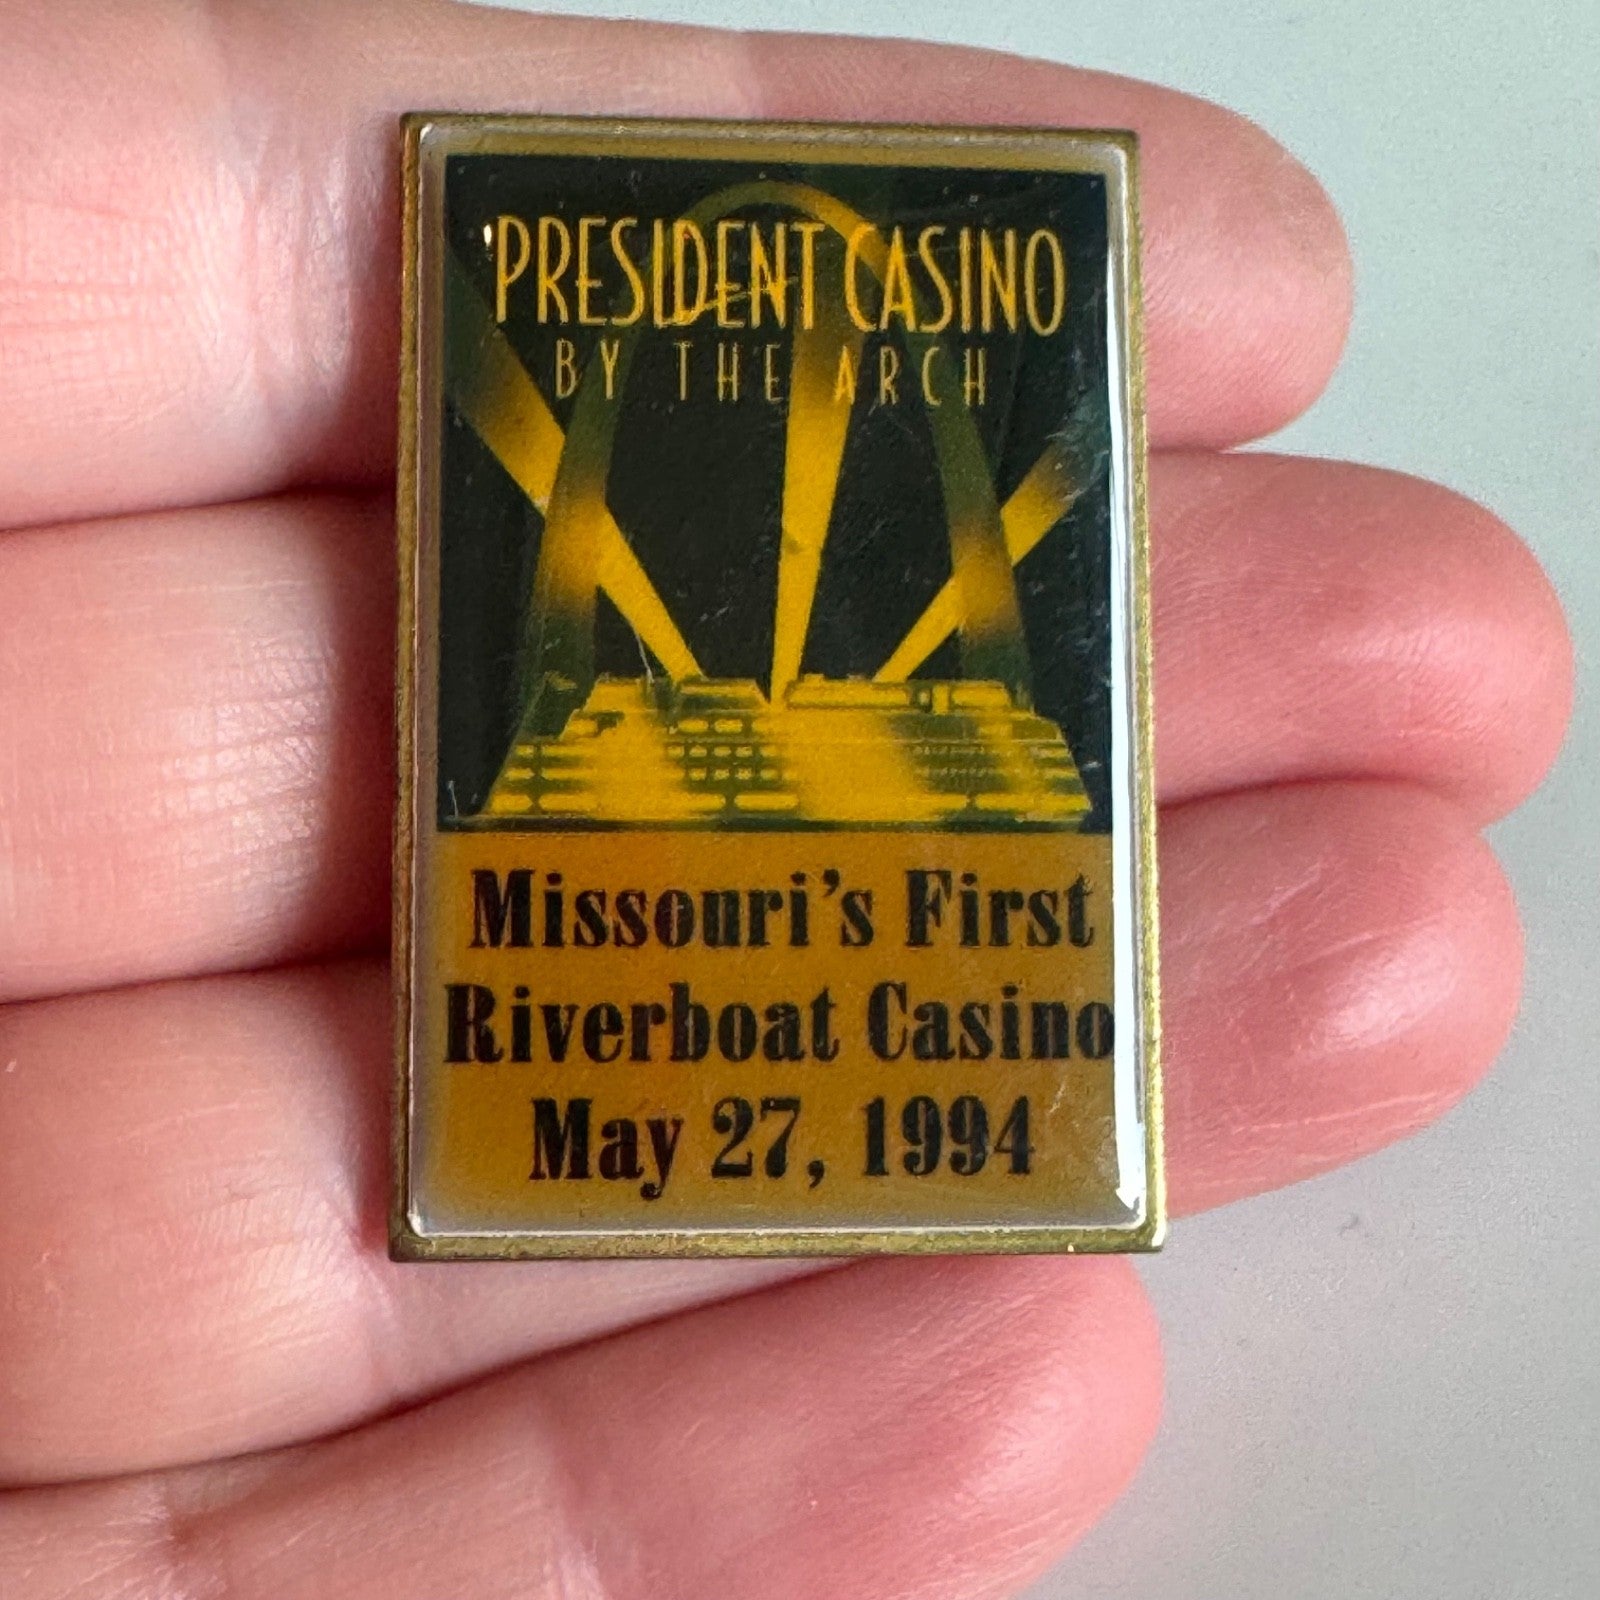 PRESIDENT CASINO
BY THE ARCH
Missouri's First
Riverboat Casino
May 27, 1994